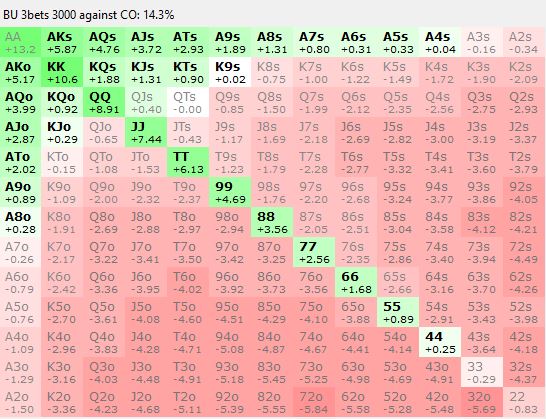 BU 3bets 3000 against CO: 14.3%
AA AKs AQs AJs ATs A9s A8s A7s A6s A5s A4s A3s A2s
+13.2 +5.87 +4.76 +3.72 +2.93 +1.89 +1.31 +0.80 +0.31 +0.33 +0.04 -0.16 -0.34
AKo KK KQs KJs KTs K9s K8s K7s K6s K5s K4s K3s K2s
+5.17 +10.6 +1.88 +1.31 +0.90 +0.02 -0.75 -1.00 -1.22 -1.49 -1.72 -1.90 -2.09
AQo KQo QQ QJs QTs Q9s Q8s Q7s Q6s Q5s Q4s Q3s Q2s
+3.99 +0.92 +8.91 +0.40 -0.00 -0.85 -1.50 -1.99 -2.12 -2.35 -2.56 -2.75 -2.93
AJo KJo QJo JJ JTs J9s J8s J7s J6s J5s J4s J3s J2s
+2.87 +0.29 -0.65 +7.44 -0.43 -1.17 -1.69 -2.18 -2.69 -2.82 -3.00 -3.19 -3.37
ATo KTo QTo JTo TT T9s T8s T7s T6s T5s T4s T3s T2s
+2.02 -0.15 -1.08 -1.53 +6.13 -1.23 -1.79 -2.28 -2.77 -3.32 -3.41 -3.60 -3.79
A9o K9o Q9o J9o T9o 99 98s 97s 96s 95s 94s 93s 92s
+0.89 -1.09 -2.00 -2.32 -2.37 +4.69 -1.76 -2.20 -2.68 -3.24 -3.77 -3.86 -4.05
A8o K8o Q8o J8o T8o 98o 88 87s 86s 85s 84s 83s 82s
+0.28 -1.91 -2.69 -2.88 -2.97 -2.94 +3.56 -2.05 -2.51 -3.04 -3.58 -4.12 -4.21
A7o K7o Q7o J7o T7o 97o 87o 77 76s 75s 74s 73s 72s
-0.26 -2.17 -3.22 -3.41 -3.50 -3.42 -3.25 +2.56 -2.35 -2.86 -3.40 -3.94 -4.49
A6o K6o Q6o J6o T6o 96o 86o 76o 66 65s 64s 63s 62s
-0.79 -2.42 -3.36 -3.95 -4.02 -3.92 -3.73 -3.56 +1.68 -2.66 -3.16 -3.70 -4.26
A5o K5o Q5o J5o T5o 95o 85o 75o 65o 55 54s 53s 52s
-0.76 -2.70 -3.61 -4.08 -4.60 -4.51 -4.29 -4.10 -3.88 +0.89 -2.91 -3.43 -3.98
A4o K4o Q4o J4o T4o 94o 84o 74o 64o 54o 44 43s 42s
-1.09 -2.96 -3.83 -4.28 -4.71 -5.08 -4.87 -4.67 -4.41 -4.14 +0.25 -3.64 -4.18
A3o K3o Q3o J3o T3o 93o 83o 73o 63o 53o 43o 33 32s
-1.29 -3.16 -4.03 -4.48 -4.91 -5.18 -5.45 -5.25 -4.98 -4.69 -4.91 -0.29 -4.37
A2o K2o Q2o J2o T2o 92o 82o 72o 62o 52o 42o 32o 22
-1.50 -3.36 -4.23 -4.68 -5.11 -5.39 -5.55 -5.84 -5.58 -5.28 -5.48 -5.69 -0.83